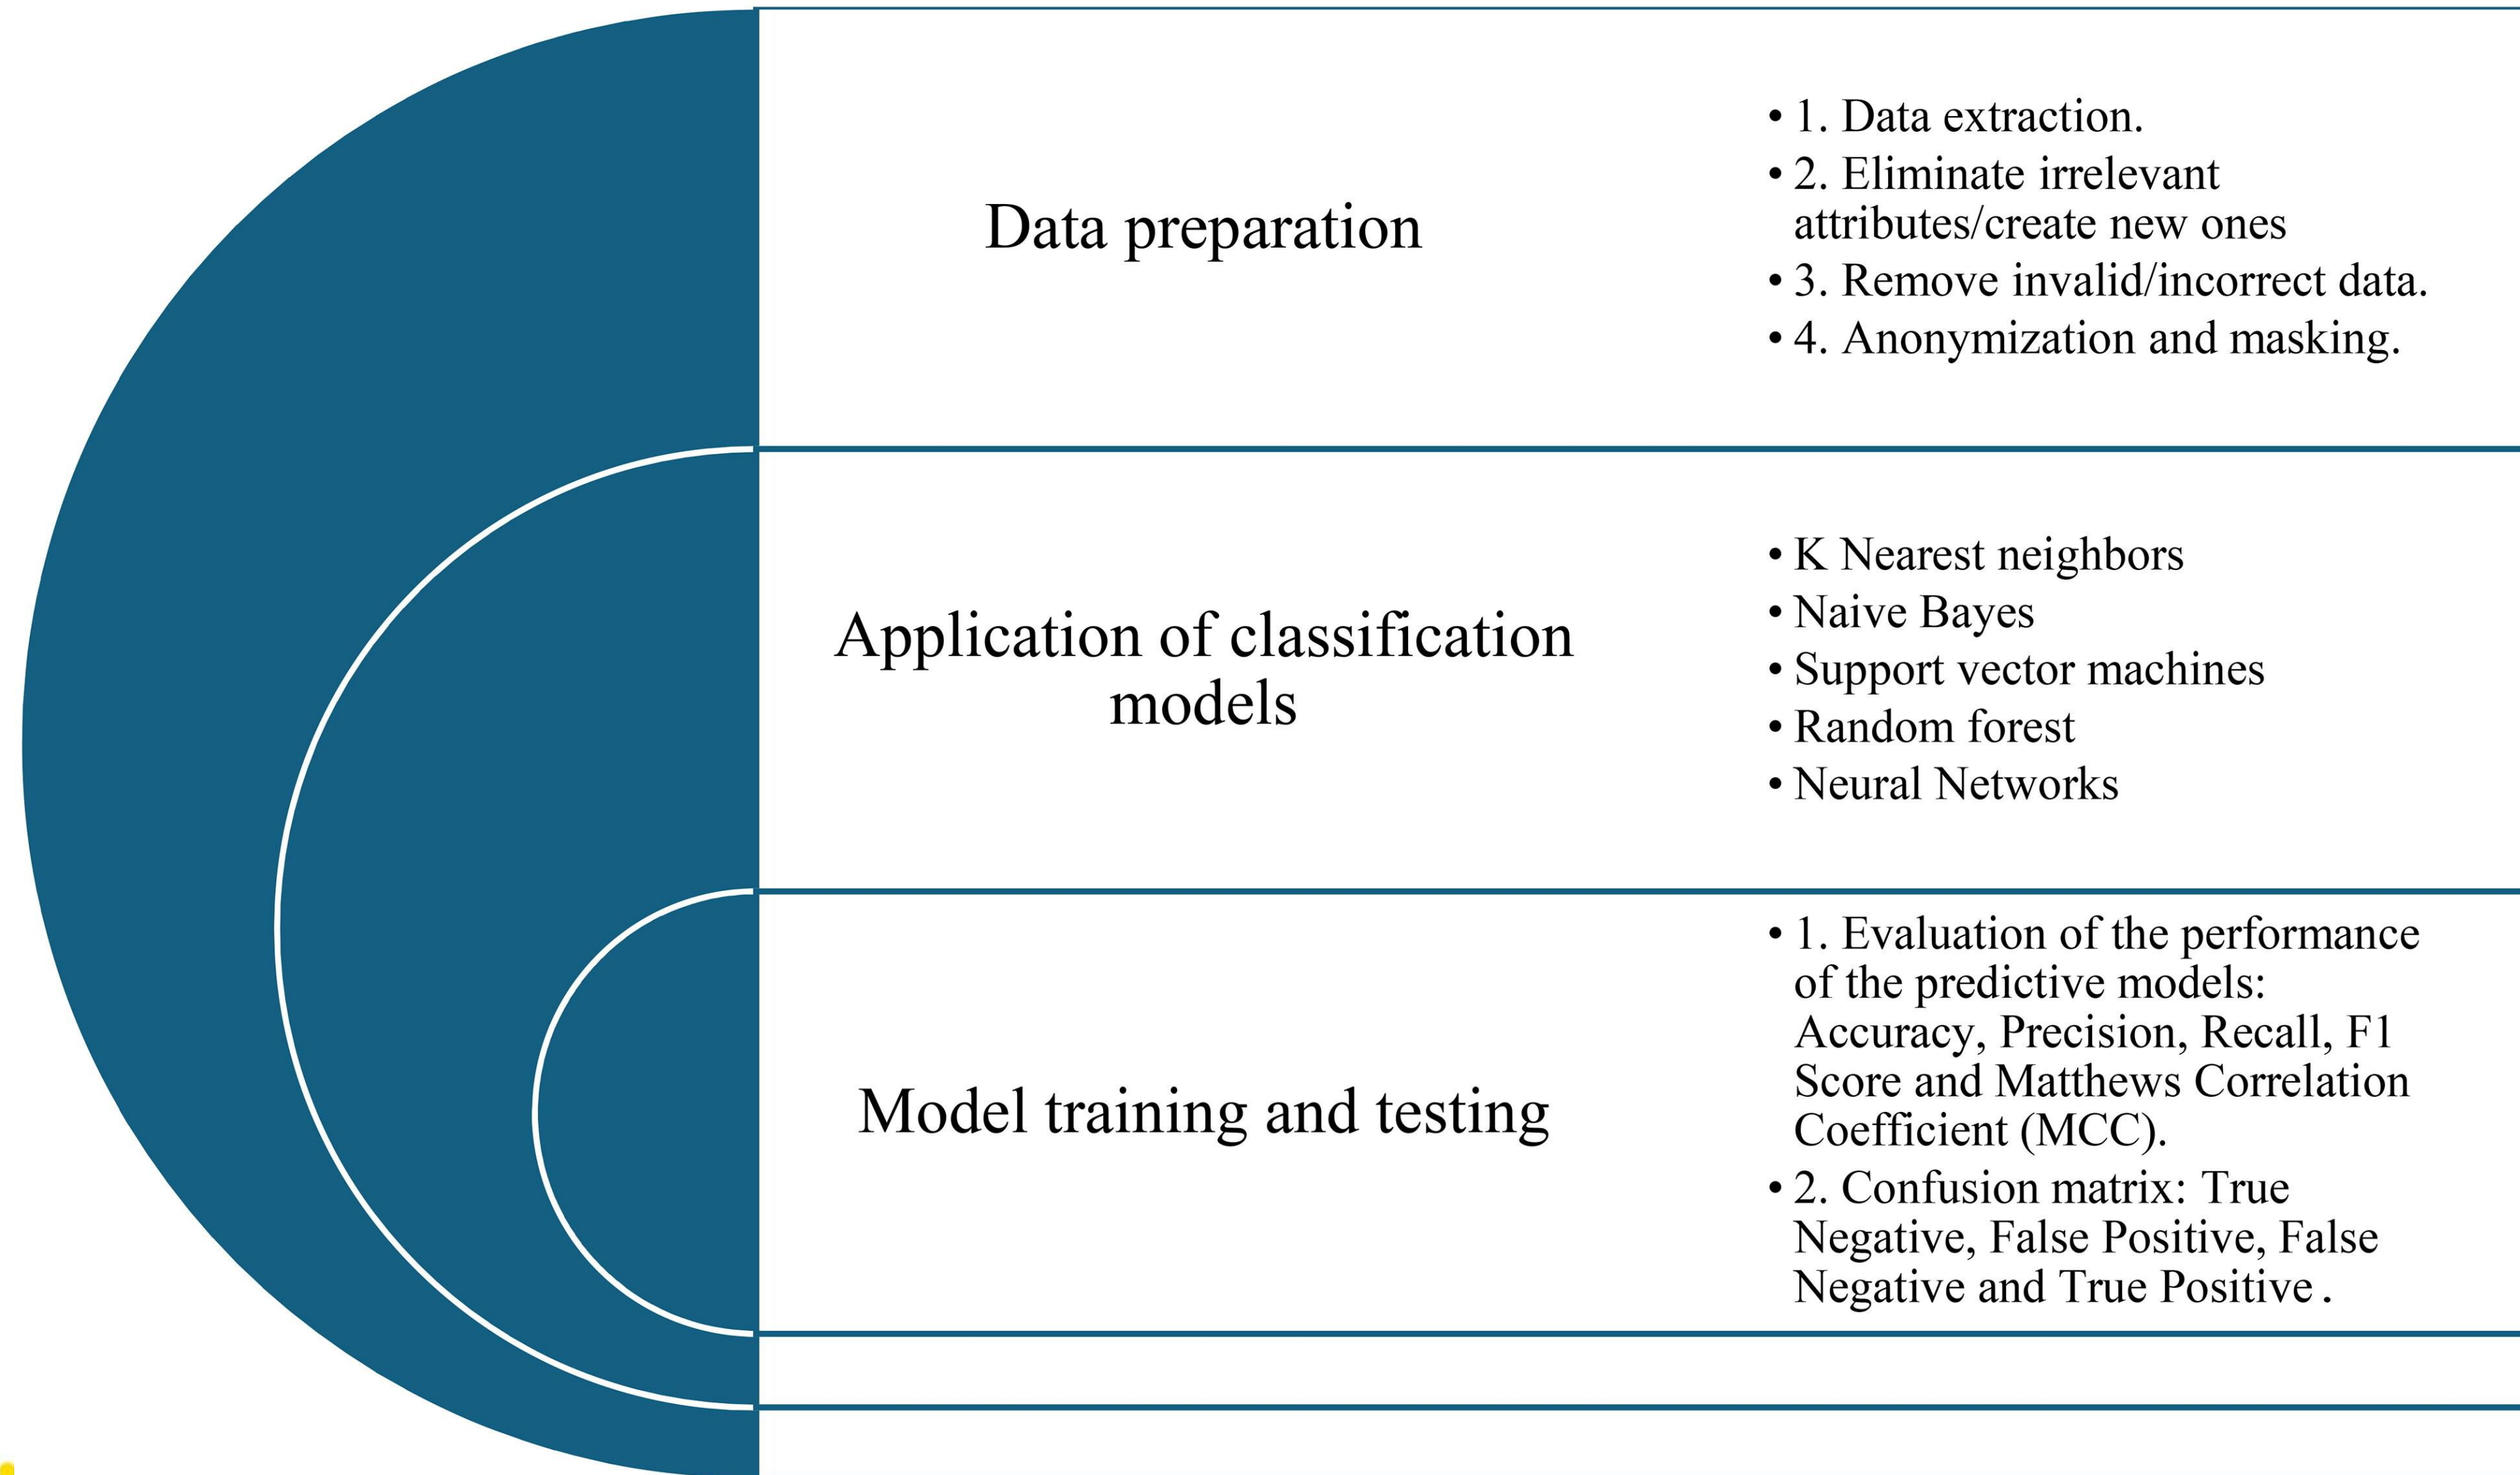 Data preparation
• 1. Data extraction.
• 2. Eliminate irrelevant
attributes/create new ones
• 3. Remove invalid/incorrect data.
• 4. Anonymization and masking.
Application of classification
models
• K Nearest neighbors
• Naive Bayes
• Support vector machines
• Random forest
• Neural Networks
Model training and testing
• 1. Evaluation of the performance
of the predictive models:
Accuracy, Precision, Recall, F1
Score and Matthews Correlation
Coefficient (MCC).
• 2. Confusion matrix: True
Negative, False Positive, False
Negative and True Positive .